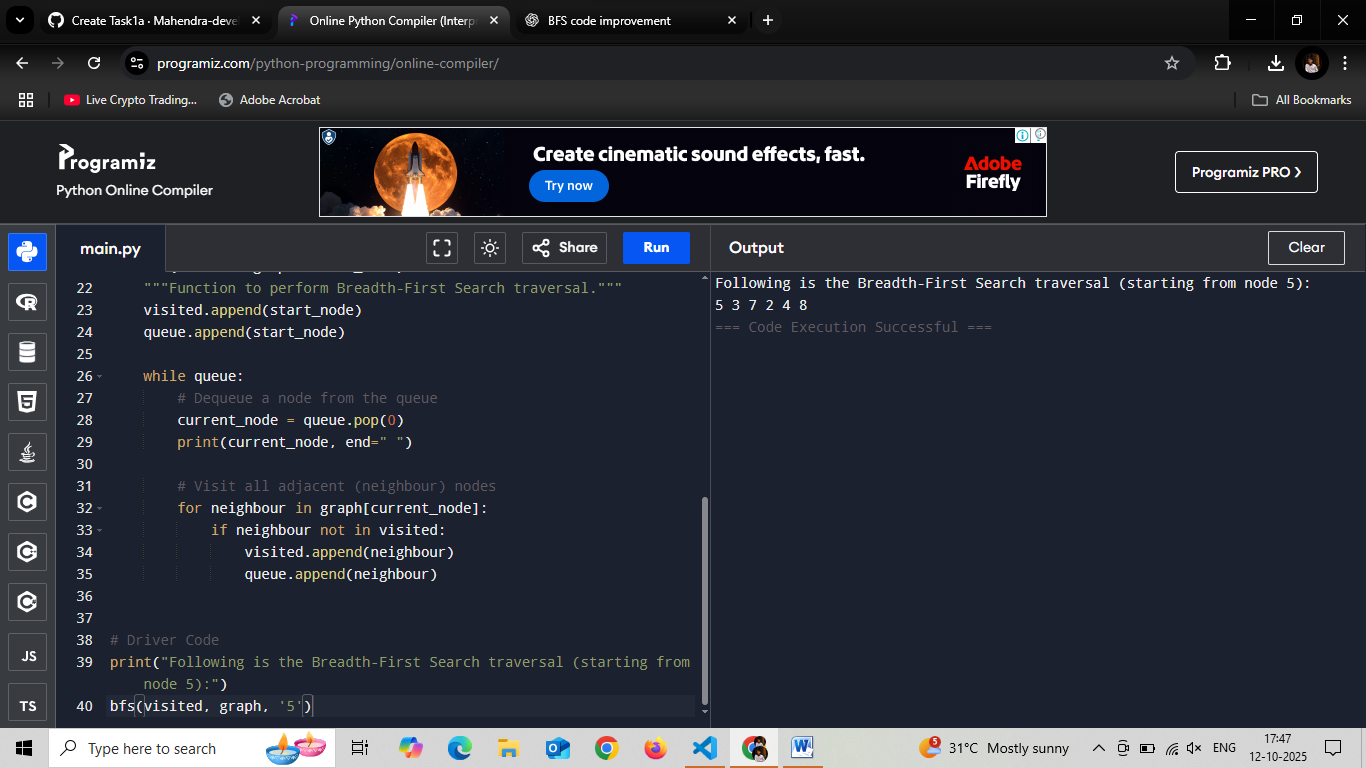 Create Task1a · Mahendra-deve
Online Python Compiler (Interp
BFS code improvement
programiz.com/python-programming/online-compiler/
Live Crypto Trading...
Adobe Acrobat
All Bookmarks
Programiz
Python Online Compiler
Create cinematic sound effects, fast.
Try now
Adobe
Firefly
Programiz PRO
main.py
Share
Run
Output
Clear
22 """Function to perform Breadth-First Search traversal."""
23 visited.append(start_node)
24 queue.append(start_node)
25
26 while queue:
27 # Dequeue a node from the queue
28 current_node = queue.pop(0)
29 print(current_node, end=" ")
30
31 # Visit all adjacent (neighbour) nodes
32 for neighbour in graph[current_node]:
33 if neighbour not in visited:
34 visited.append(neighbour)
35 queue.append(neighbour)
36
37
38 # Driver Code
39 print("Following is the Breadth-First Search traversal (starting from
node 5):")
40 bfs(visited, graph, '5')
Following is the Breadth-First Search traversal (starting from node 5):
5 3 7 2 4 8
=== Code Execution Successful ===
JS
TS
Type here to search
5
31°C Mostly sunny
ENG
17:47
12-10-2025